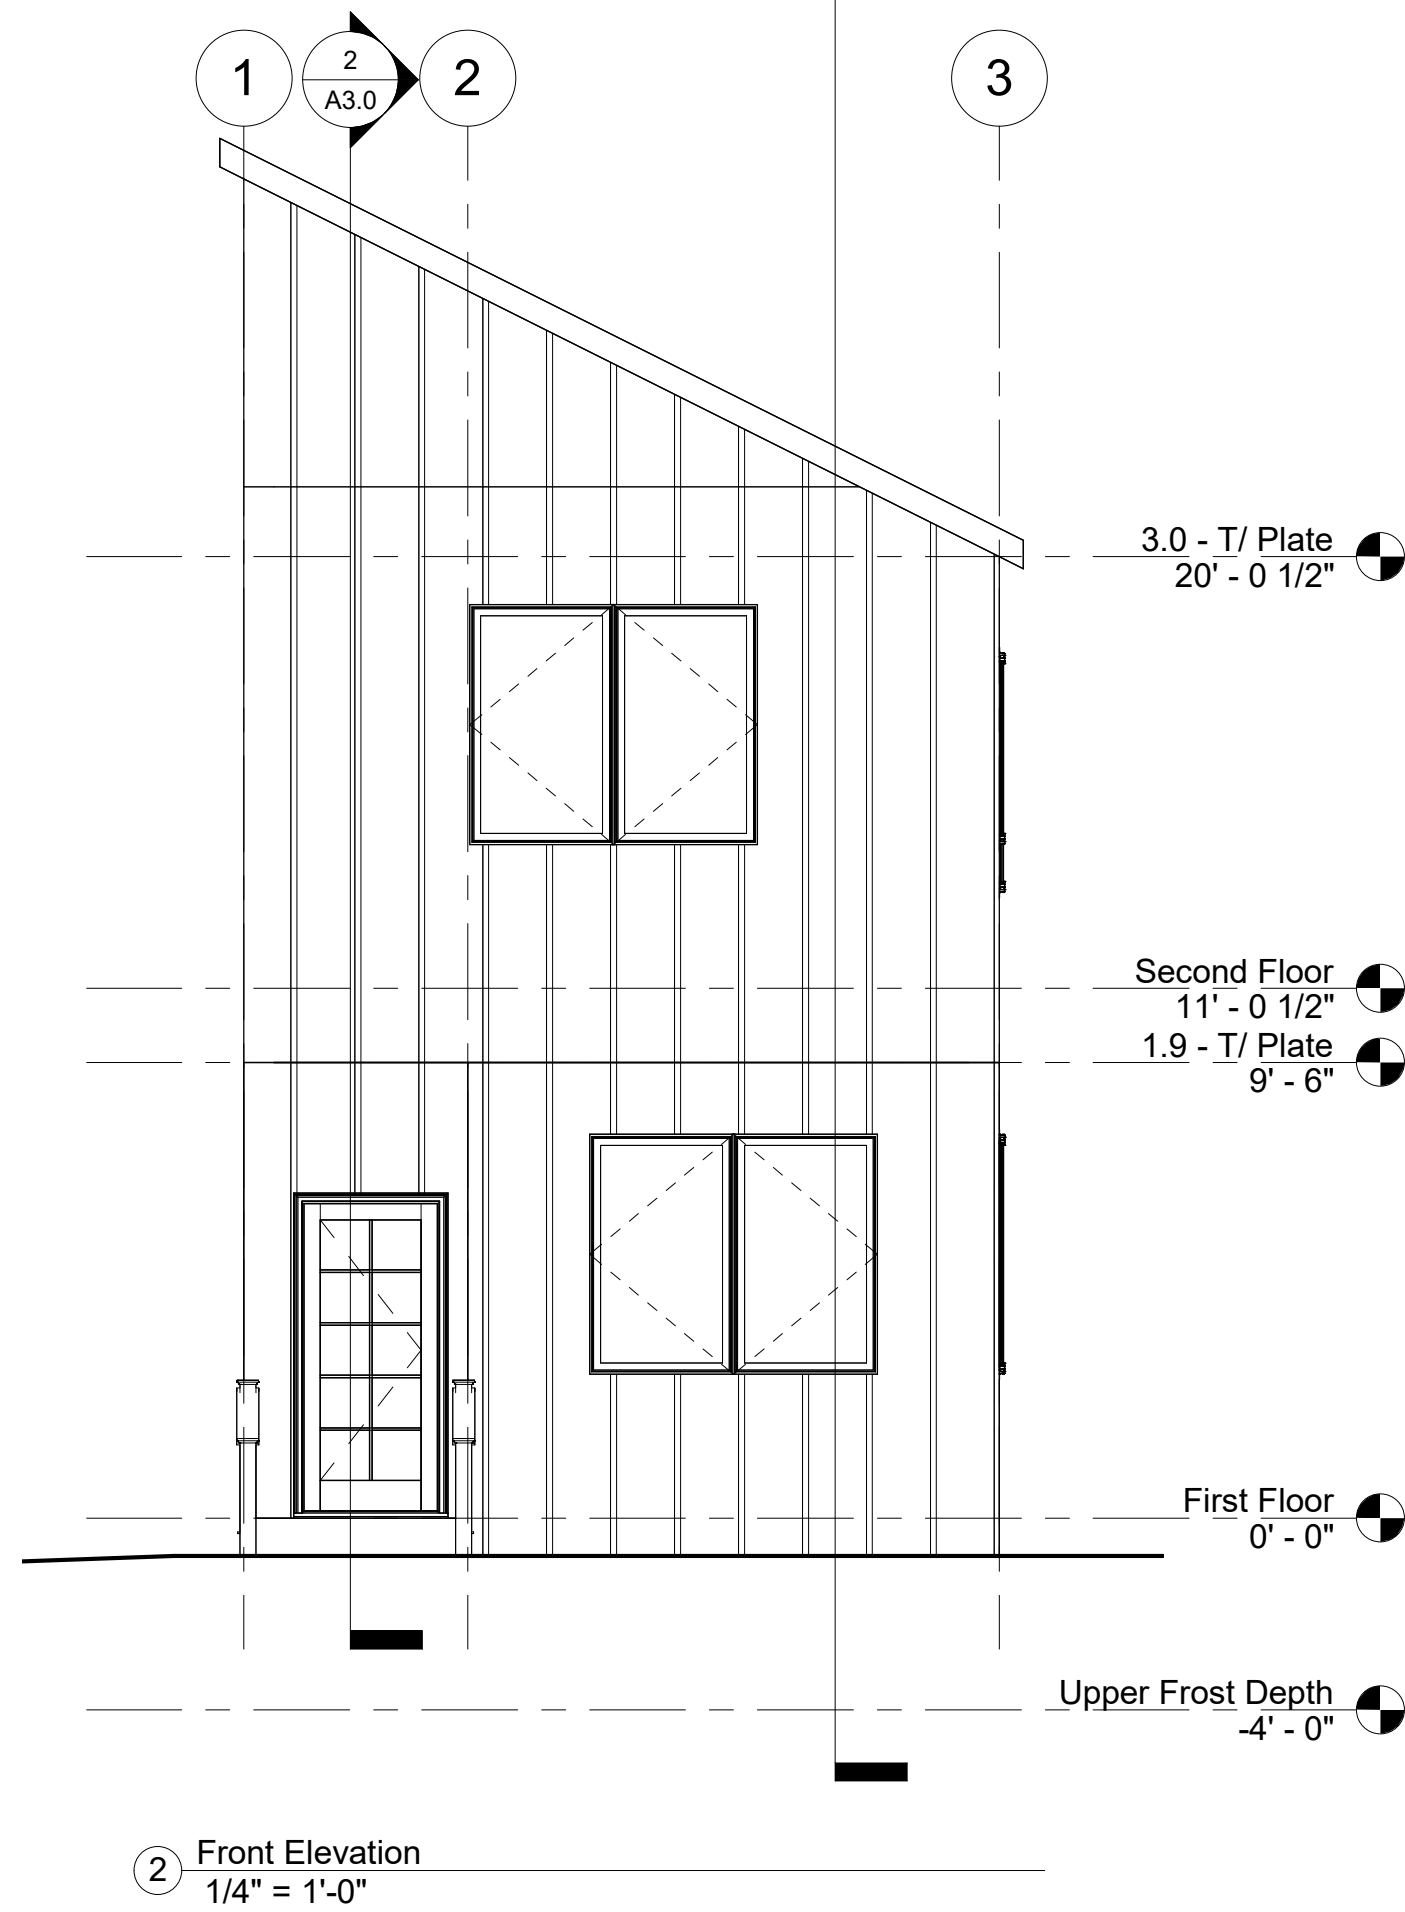 1
2
A3.0
2
3
3.0 - T/ Plate
20' - 0 1/2"
Second Floor
11' - 0 1/2"
1.9 - T/ Plate
9' - 6"
First Floor
0' - 0"
Upper Frost Depth
-4' - 0"
2
Front Elevation
1/4" = 1'-0"